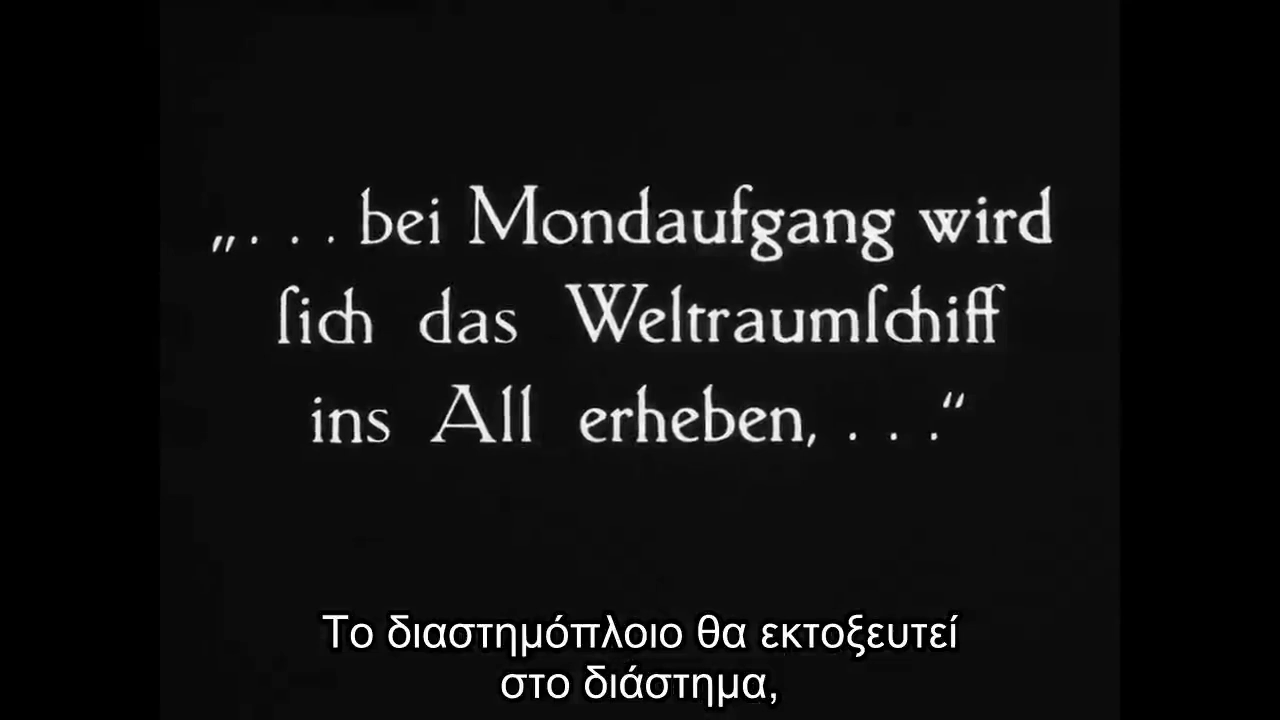 „. . . bei Mondaufgang wird
ſich das Weltraumſchiff
ins All erheben, . . .“
Το διαστημόπλοιο θα εκτοξευτεί
στο διάστημα,